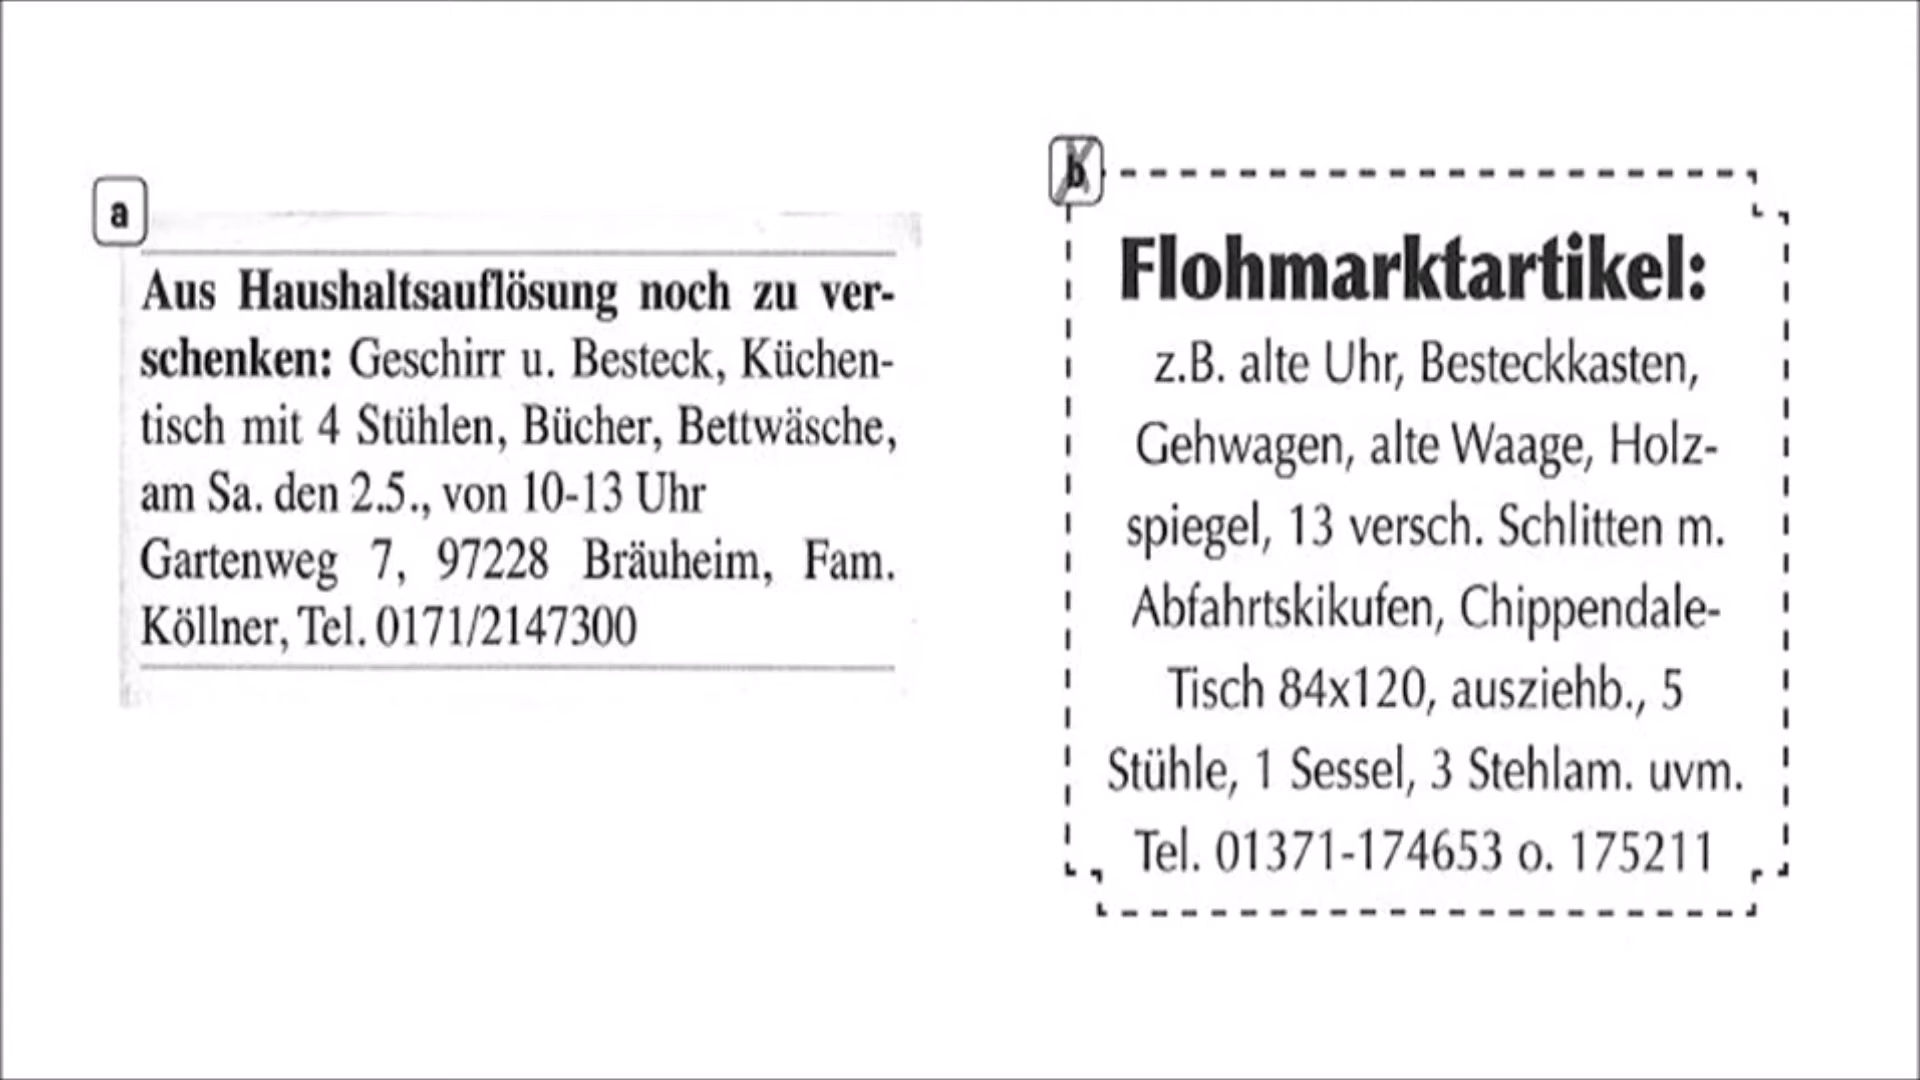 a
Aus Haushaltsauflösung noch zu ver-
schenken: Geschirr u. Besteck, Küchen-
tisch mit 4 Stühlen, Bücher, Bettwäsche,
am Sa. den 2.5., von 10-13 Uhr
Gartenweg 7, 97228 Bräuheim, Fam.
Köllner, Tel. 0171/2147300
b
Flohmarktartikel:
z.B. alte Uhr, Besteckkasten,
Gehwagen, alte Waage, Holz-
spiegel, 13 versch. Schlitten m.
Abfahrtskikufen, Chippendale-
Tisch 84x120, ausziehb., 5
Stühle, 1 Sessel, 3 Stehlam. uvm.
Tel. 01371-174653 o. 175211